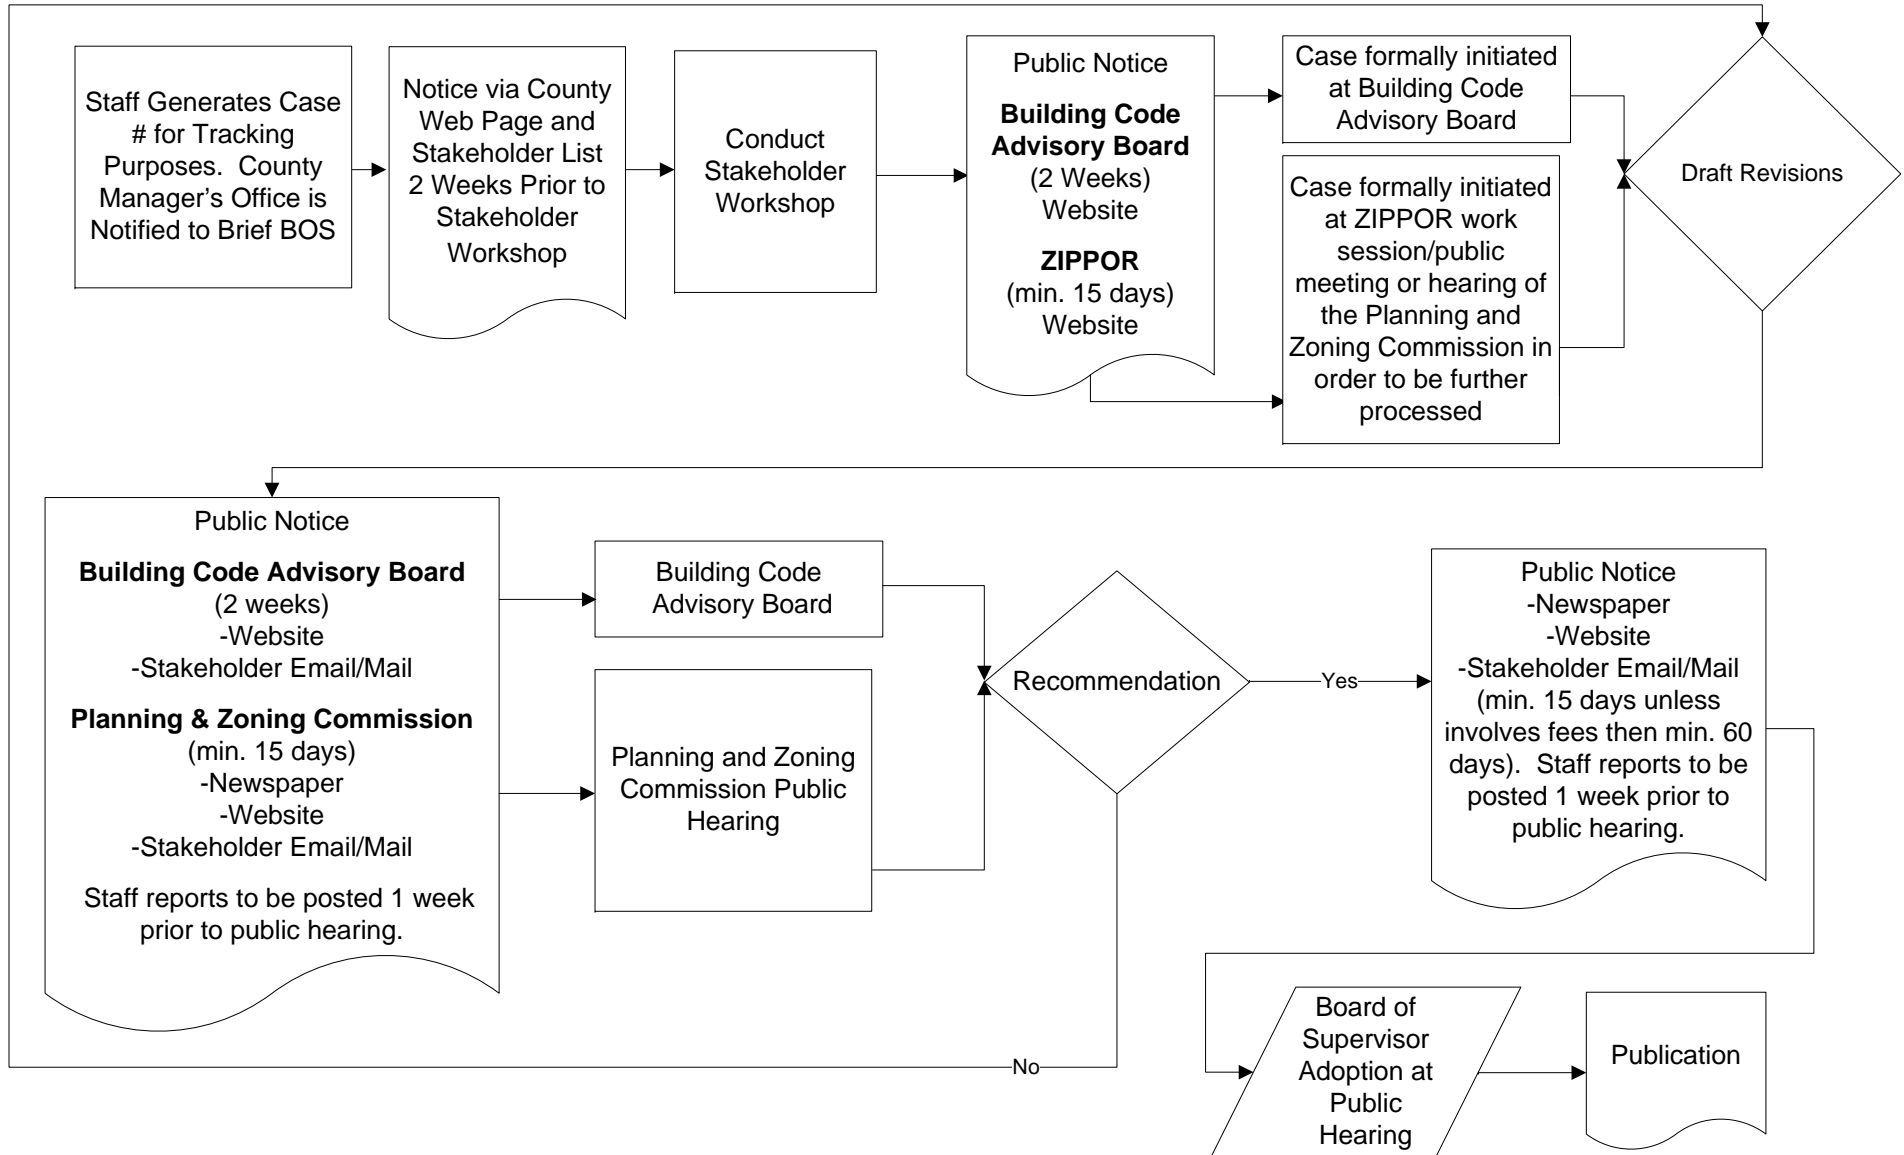 Staff Generates Case
# for Tracking
Purposes.  County
Manager's Office is
Notified to Brief BOS
Notice via County
Web Page and
Stakeholder List
2 Weeks Prior to
Stakeholder
Workshop
Conduct
Stakeholder
Workshop
Public Notice
Building Code
Advisory Board
(2 Weeks)
Website
ZIPPOR
(min. 15 days)
Website
Case formally initiated
at Building Code
Advisory Board
Case formally initiated
at ZIPPOR work
session/public
meeting or hearing of
the Planning and
Zoning Commission in
order to be further
processed
Draft Revisions
Public Notice
Building Code Advisory Board
(2 weeks)
-Website
-Stakeholder Email/Mail
Planning & Zoning Commission
(min. 15 days)
-Newspaper
-Website
-Stakeholder Email/Mail
Staff reports to be posted 1 week
prior to public hearing.
Building Code
Advisory Board
Planning and Zoning
Commission Public
Hearing
Recommendation
Yes
No
Public Notice
-Newspaper
-Website
-Stakeholder Email/Mail
(min. 15 days unless
involves fees then min. 60
days).  Staff reports to be
posted 1 week prior to
public hearing.
Board of
Supervisor
Adoption at
Public
Hearing
Publication